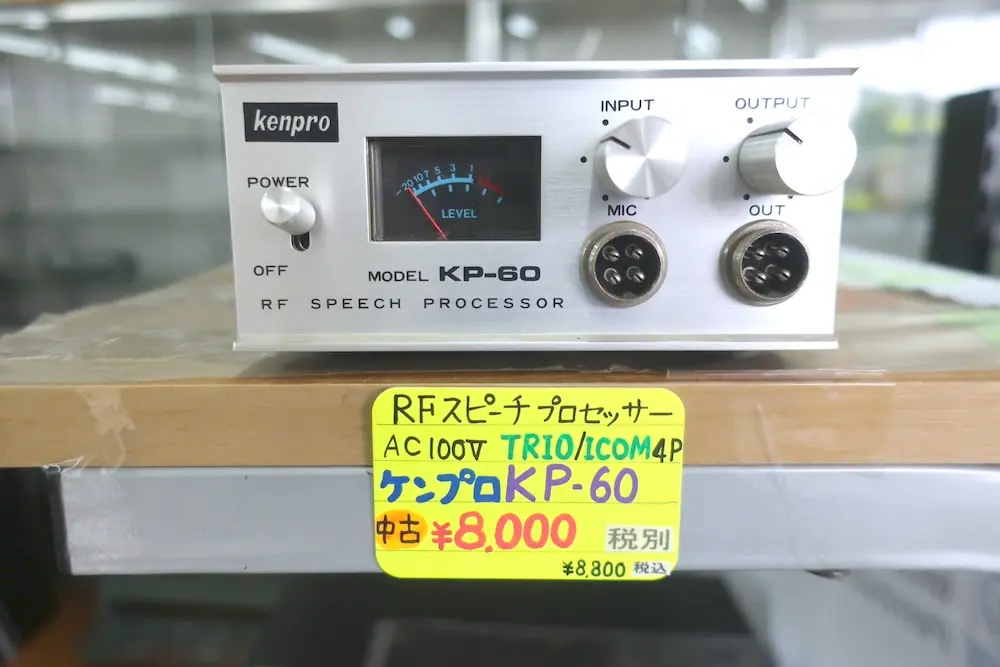 kenpro
INPUT
OUTPUT
POWER
20 10 7 5 3 1
LEVEL
MIC
OUT
OFF
MODEL KP-60
RF SPEECH PROCESSOR
RFスピーチプロセッサー
AC100V TRIO/ICOM4P
ケンプロKP-60
中古 ¥8,000 税別
¥8,800 税込